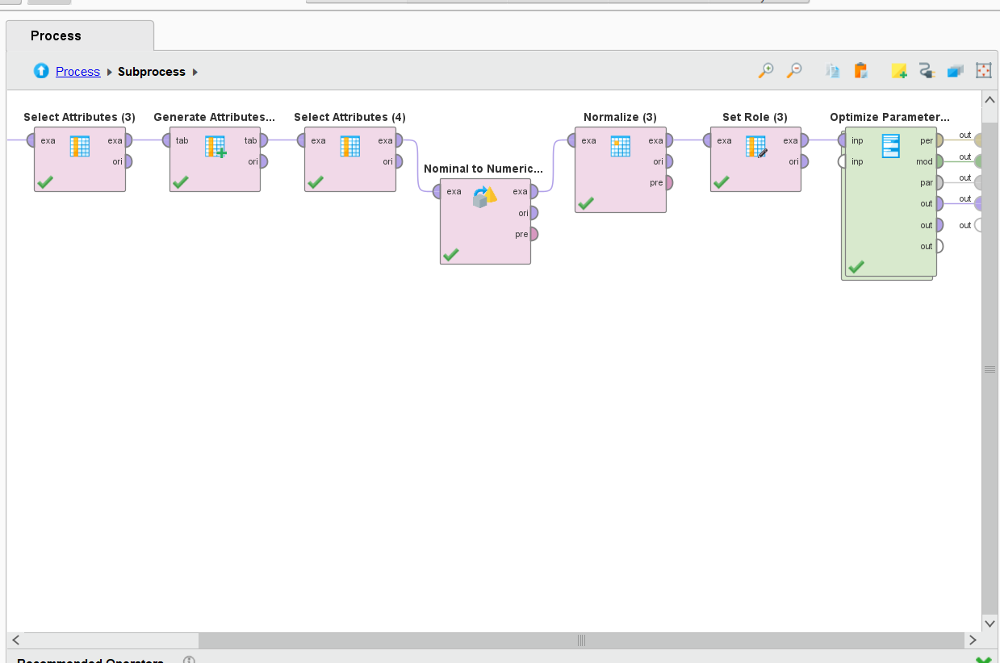 Process
Process Subprocess
Select Attributes (3)
exa exa
ori
Generate Attributes...
tab tab
ori
Select Attributes (4)
exa exa
ori
Nominal to Numeric...
exa exa
ori
pre
Normalize (3)
exa exa
ori
pre
Set Role (3)
exa exa
ori
Optimize Parameter...
inp per
inp mod
par
out
out
out
out
out
out
out
out
Recommended Operators